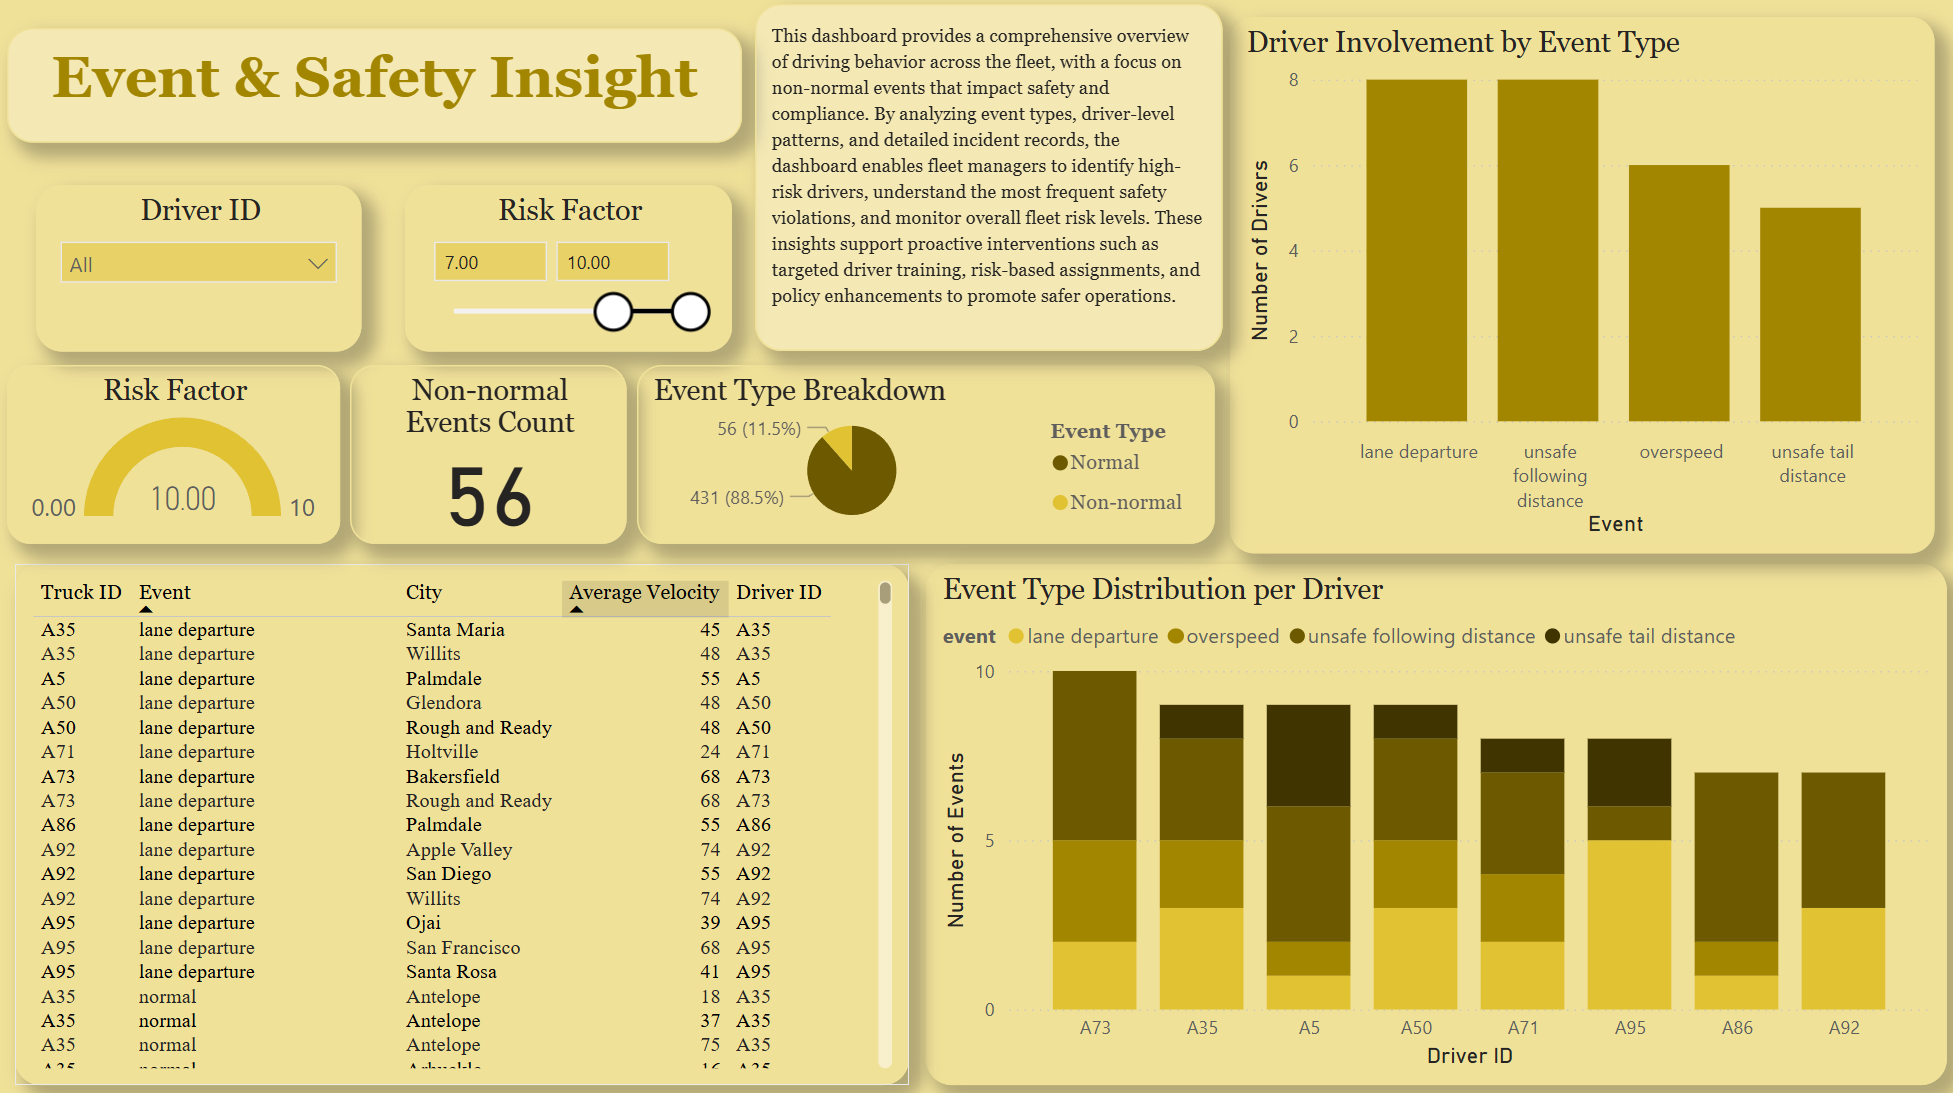 Event & Safety Insight
This dashboard provides a comprehensive overview
of driving behavior across the fleet, with a focus on
non-normal events that impact safety and
compliance. By analyzing event types, driver-level
patterns, and detailed incident records, the
dashboard enables fleet managers to identify high-
risk drivers, understand the most frequent safety
violations, and monitor overall fleet risk levels. These
insights support proactive interventions such as
targeted driver training, risk-based assignments, and
policy enhancements to promote safer operations.
Driver ID
All
Risk Factor
7.00 10.00
Risk Factor
0.00 10.00 10
Non-normal
Events Count
56
Event Type Breakdown
56 (11.5%)
431 (88.5%)
Event Type
Normal
Non-normal
Driver Involvement by Event Type
Number of Drivers
8
6
4
2
0
lane departure
unsafe
following
distance
overspeed
unsafe tail
distance
Event
Truck ID Event City Average Velocity Driver ID
A35 lane departure Santa Maria 45 A35
A35 lane departure Willits 48 A35
A5 lane departure Palmdale 55 A5
A50 lane departure Glendora 48 A50
A50 lane departure Rough and Ready 48 A50
A71 lane departure Holtville 24 A71
A73 lane departure Bakersfield 68 A73
A73 lane departure Rough and Ready 68 A73
A86 lane departure Palmdale 55 A86
A92 lane departure Apple Valley 74 A92
A92 lane departure San Diego 55 A92
A92 lane departure Willits 74 A92
A95 lane departure Ojai 39 A95
A95 lane departure San Francisco 68 A95
A95 lane departure Santa Rosa 41 A95
A35 normal Antelope 18 A35
A35 normal Antelope 37 A35
A35 normal Antelope 75 A35
Event Type Distribution per Driver
event lane departure overspeed unsafe following distance unsafe tail distance
Number of Events
10
5
0
A73 A35 A5 A50 A71 A95 A86 A92
Driver ID